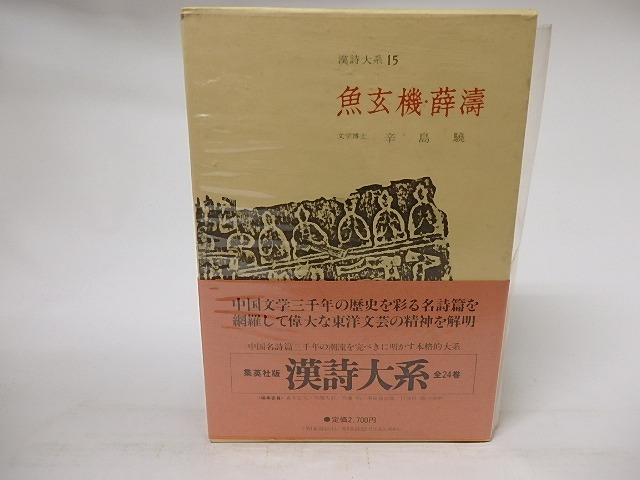 漢詩大系 15
魚玄機・薛濤
文学博士 辛島驍
中国文学三千年の歴史を彩る名詩篇を
網羅して偉大な東洋文芸の精神を解明
中国名詩篇三千年の潮流を完ぺきに明かす本格的大系
集英社版 漢詩大系 全24巻
●定価2,700円